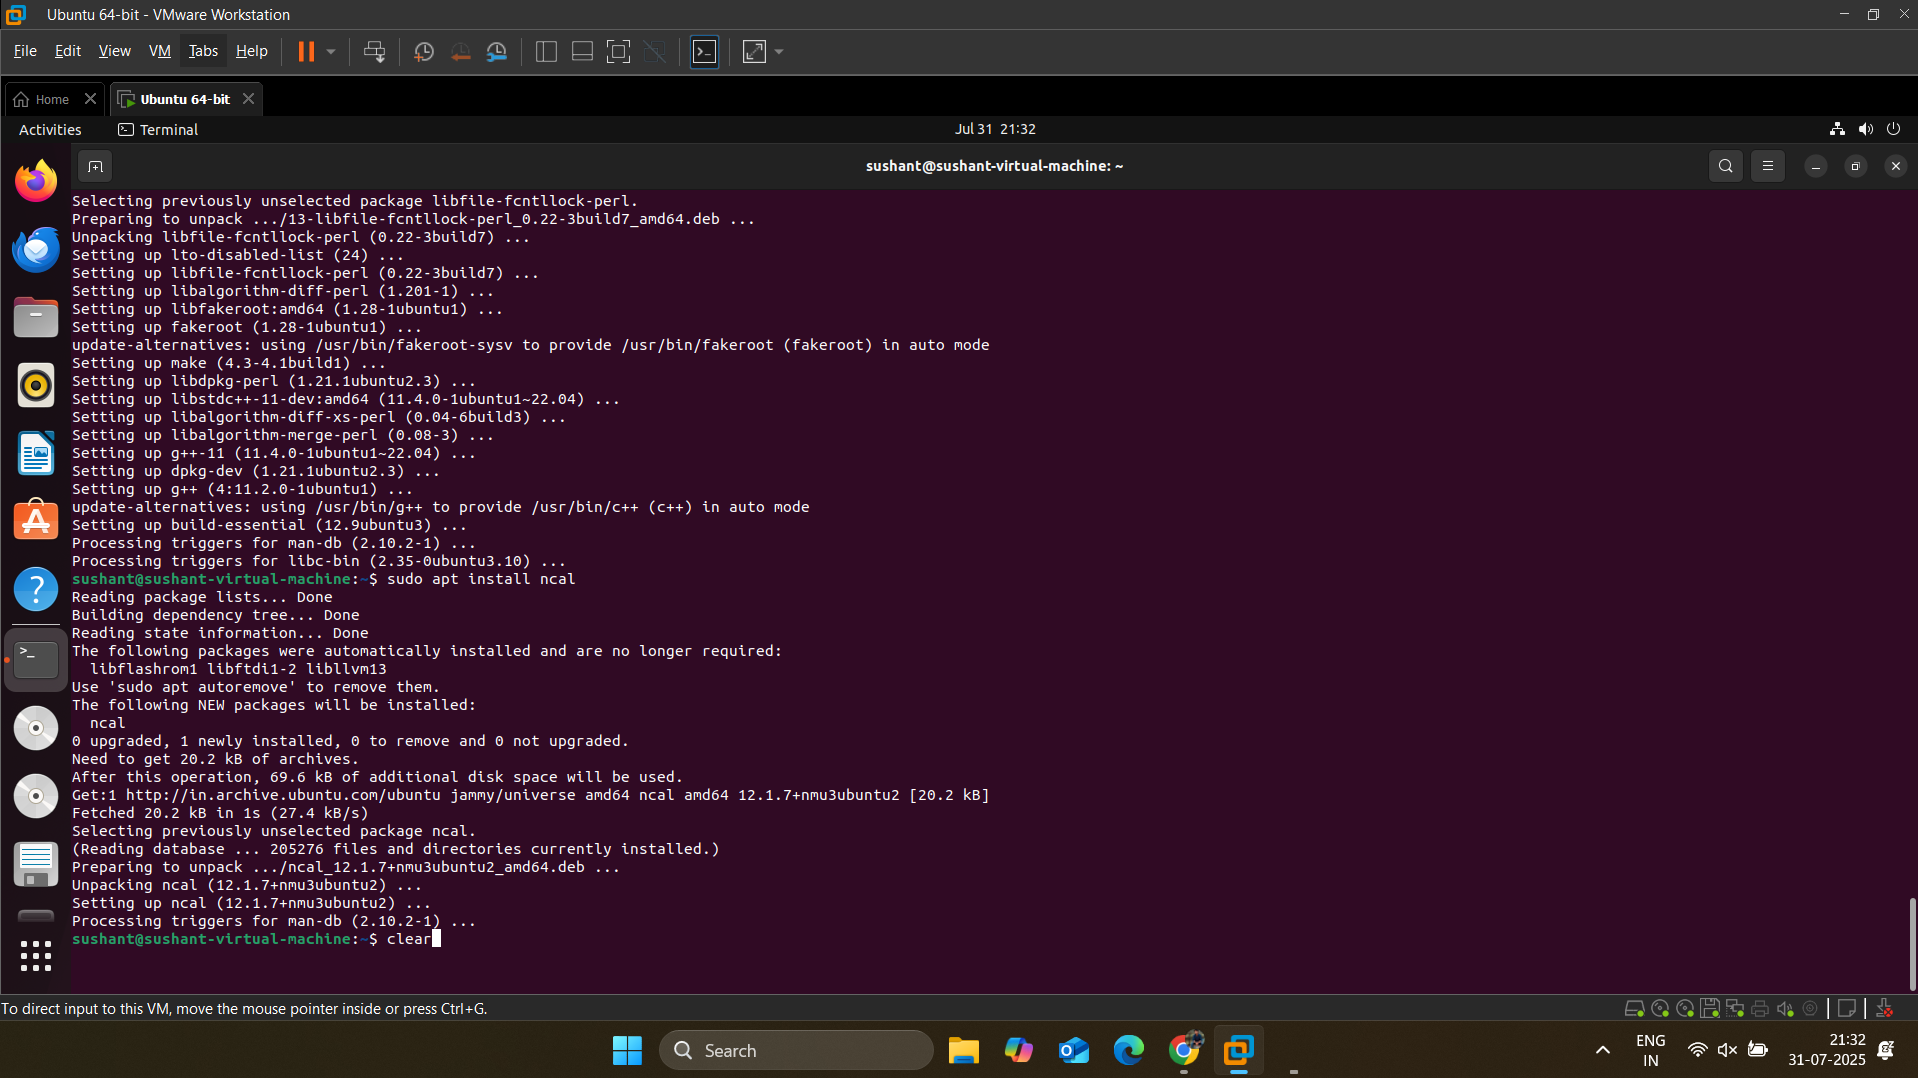 Ubuntu 64-bit - VMware Workstation
File Edit View VM Tabs Help
Home Ubuntu 64-bit
Activities Terminal Jul 31 21:32
sushant@sushant-virtual-machine: ~
Selecting previously unselected package libfile-fcntllock-perl.
Preparing to unpack .../13-libfile-fcntllock-perl_0.22-3build7_amd64.deb ...
Unpacking libfile-fcntllock-perl (0.22-3build7) ...
Setting up lto-disabled-list (24) ...
Setting up libfile-fcntllock-perl (0.22-3build7) ...
Setting up libalgorithm-diff-perl (1.201-1) ...
Setting up libfakeroot:amd64 (1.28-1ubuntu1) ...
Setting up fakeroot (1.28-1ubuntu1) ...
update-alternatives: using /usr/bin/fakeroot-sysv to provide /usr/bin/fakeroot (fakeroot) in auto mode
Setting up make (4.3-4.1build1) ...
Setting up libdpkg-perl (1.21.1ubuntu2.3) ...
Setting up libstdc++-11-dev:amd64 (11.4.0-1ubuntu1~22.04) ...
Setting up libalgorithm-diff-xs-perl (0.04-6build3) ...
Setting up libalgorithm-merge-perl (0.08-3) ...
Setting up g++-11 (11.4.0-1ubuntu1~22.04) ...
Setting up dpkg-dev (1.21.1ubuntu2.3) ...
Setting up g++ (4:11.2.0-1ubuntu1) ...
update-alternatives: using /usr/bin/g++ to provide /usr/bin/c++ (c++) in auto mode
Setting up build-essential (12.9ubuntu3) ...
Processing triggers for man-db (2.10.2-1) ...
Processing triggers for libc-bin (2.35-0ubuntu3.10) ...
sushant@sushant-virtual-machine:~$ sudo apt install ncal
Reading package lists... Done
Building dependency tree... Done
Reading state information... Done
The following packages were automatically installed and are no longer required:
  libflashrom1 libftdi1-2 libllvm13
Use 'sudo apt autoremove' to remove them.
The following NEW packages will be installed:
  ncal
0 upgraded, 1 newly installed, 0 to remove and 0 not upgraded.
Need to get 20.2 kB of archives.
After this operation, 69.6 kB of additional disk space will be used.
Get:1 http://in.archive.ubuntu.com/ubuntu jammy/universe amd64 ncal amd64 12.1.7+nmu3ubuntu2 [20.2 kB]
Fetched 20.2 kB in 1s (27.4 kB/s)
Selecting previously unselected package ncal.
(Reading database ... 205276 files and directories currently installed.)
Preparing to unpack .../ncal_12.1.7+nmu3ubuntu2_amd64.deb ...
Unpacking ncal (12.1.7+nmu3ubuntu2) ...
Setting up ncal (12.1.7+nmu3ubuntu2) ...
Processing triggers for man-db (2.10.2-1) ...
sushant@sushant-virtual-machine:~$ clear
To direct input to this VM, move the mouse pointer inside or press Ctrl+G.
Search
ENG
IN
21:32
31-07-2025